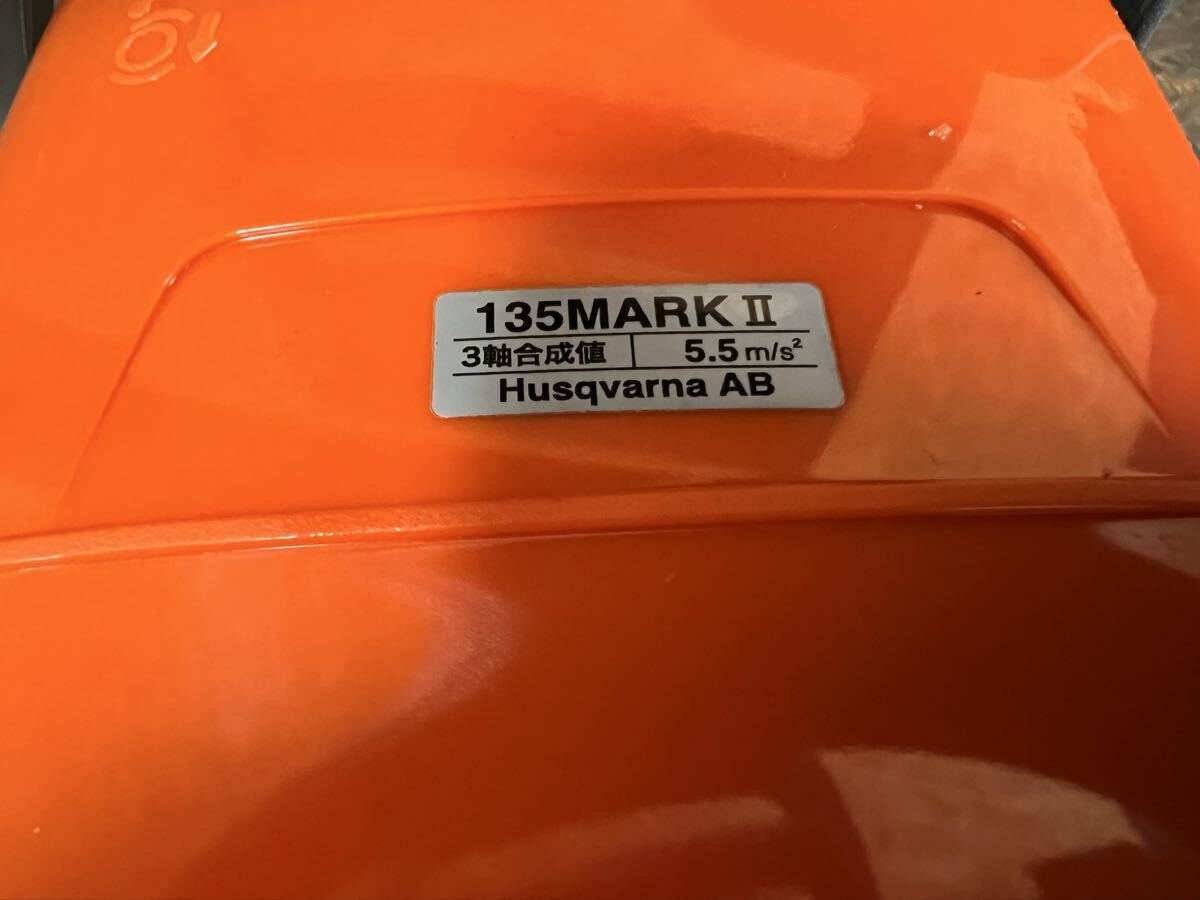 135MARK II
3軸合成値 5.5 m/s²
Husqvarna AB